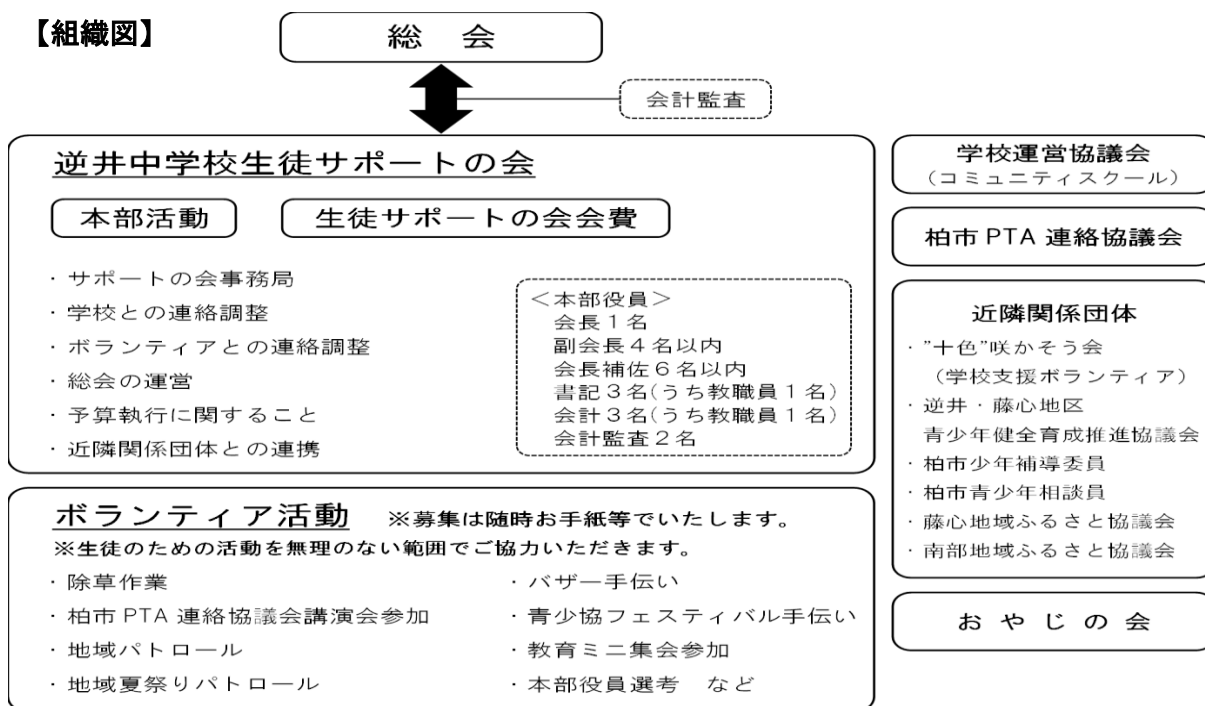 【組織図】
総　会
会計監査
逆井中学校生徒サポートの会
本部活動
生徒サポートの会会費
・サポートの会事務局
・学校との連絡調整
・ボランティアとの連絡調整
・総会の運営
・予算執行に関すること
・近隣関係団体との連携
＜本部役員＞
会長１名
副会長４名以内
会長補佐６名以内
書記３名(うち教職員１名)
会計３名(うち教職員１名)
会計監査２名
ボランティア活動　※募集は随時お手紙等でいたします。
※生徒のための活動を無理のない範囲でご協力いただきます。
・除草作業
・柏市 PTA 連絡協議会講演会参加
・地域パトロール
・地域夏祭りパトロール
・バザー手伝い
・青少協フェスティバル手伝い
・教育ミニ集会参加
・本部役員選考　など
学校運営協議会
（コミュニティスクール）
柏市 PTA 連絡協議会
近隣関係団体
・”十色”咲かそう会
（学校支援ボランティア）
・逆井・藤心地区
青少年健全育成推進協議会
・柏市少年補導委員
・柏市青少年相談員
・藤心地域ふるさと協議会
・南部地域ふるさと協議会
お や じ の 会